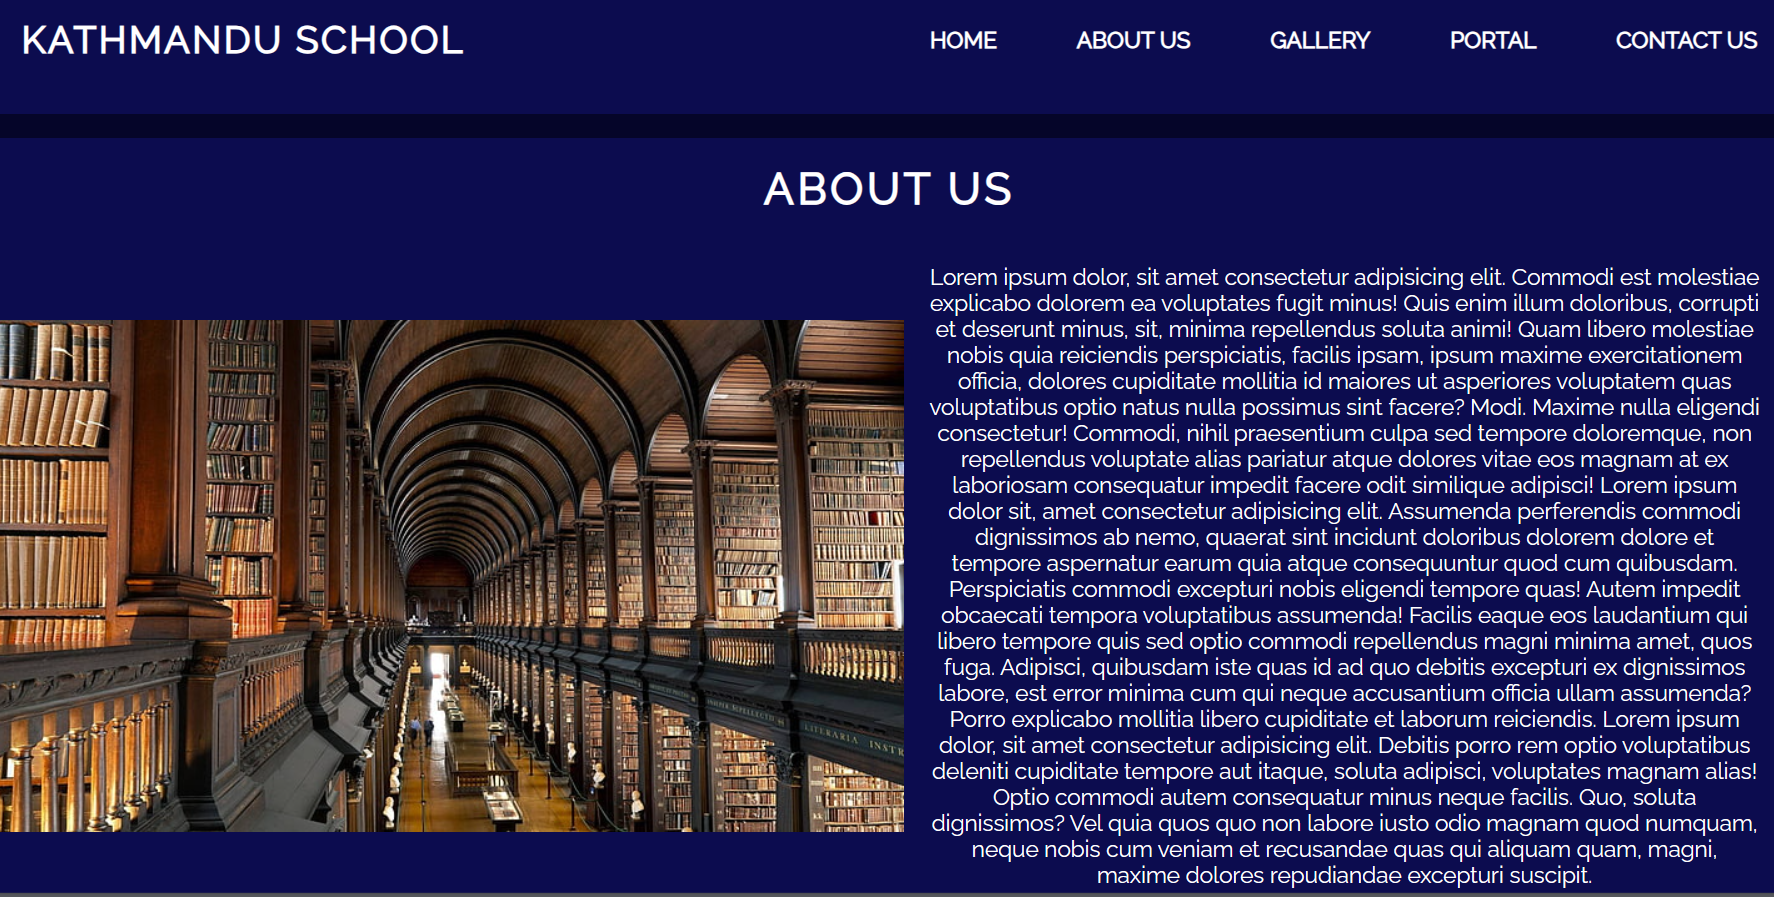 KATHMANDU SCHOOL
HOME ABOUT US GALLERY PORTAL CONTACT US
ABOUT US
Lorem ipsum dolor, sit amet consectetur adipisicing elit. Commodi est molestiae
explicabo dolorem ea voluptates fugit minus! Quis enim illum doloribus, corrupti
et deserunt minus, sit, minima repellendus soluta animi! Quam libero molestiae
nobis quia reiciendis perspiciatis, facilis ipsam, ipsum maxime exercitationem
officia, dolores cupiditate mollitia id maiores ut asperiores voluptatem quas
voluptatibus optio natus nulla possimus sint facere? Modi. Maxime nulla eligendi
consectetur! Commodi, nihil praesentium culpa sed tempore doloremque, non
repellendus voluptate alias pariatur atque dolores vitae eos magnam at ex
laboriosam consequatur impedit facere odit similique adipisci! Lorem ipsum
dolor sit, amet consectetur adipisicing elit. Assumenda perferendis commodi
dignissimos ab nemo, quaerat sint incidunt doloribus dolorem dolore et
tempore aspernatur earum quia atque consequuntur quod cum quibusdam.
Perspiciatis commodi excepturi nobis eligendi tempore quas! Autem impedit
obcaecati tempora voluptatibus assumenda! Facilis eaque eos laudantium qui
libero tempore quis sed optio commodi repellendus magni minima amet, quos
fuga. Adipisci, quibusdam iste quas id ad quo debitis excepturi ex dignissimos
labore, est error minima cum qui neque accusantium officia ullam assumenda?
Porro explicabo mollitia libero cupiditate et laborum reiciendis. Lorem ipsum
dolor, sit amet consectetur adipisicing elit. Debitis porro rem optio voluptatibus
deleniti cupiditate tempore aut itaque, soluta adipisci, voluptates magnam alias!
Optio commodi autem consequatur minus neque facilis. Quo, soluta
dignissimos? Vel quia quos quo non labore iusto odio magnam quod numquam,
neque nobis cum veniam et recusandae quas qui aliquam quam, magni,
maxime dolores repudiandae excepturi suscipit.
LITERARIA INSTR